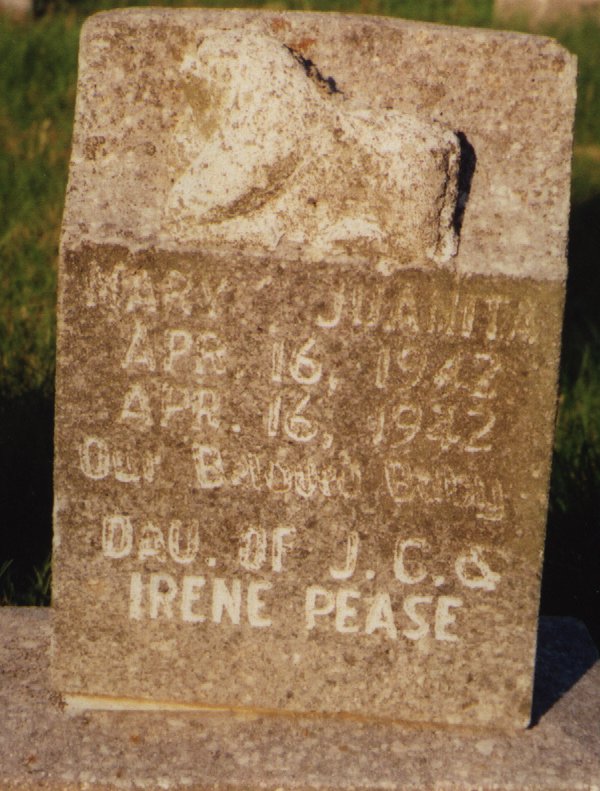 MARY JUANITA
APR. 16, 1942
APR. 16, 1942
OUR BELOVED BABY
DAU. OF J. C. &
IRENE PEASE